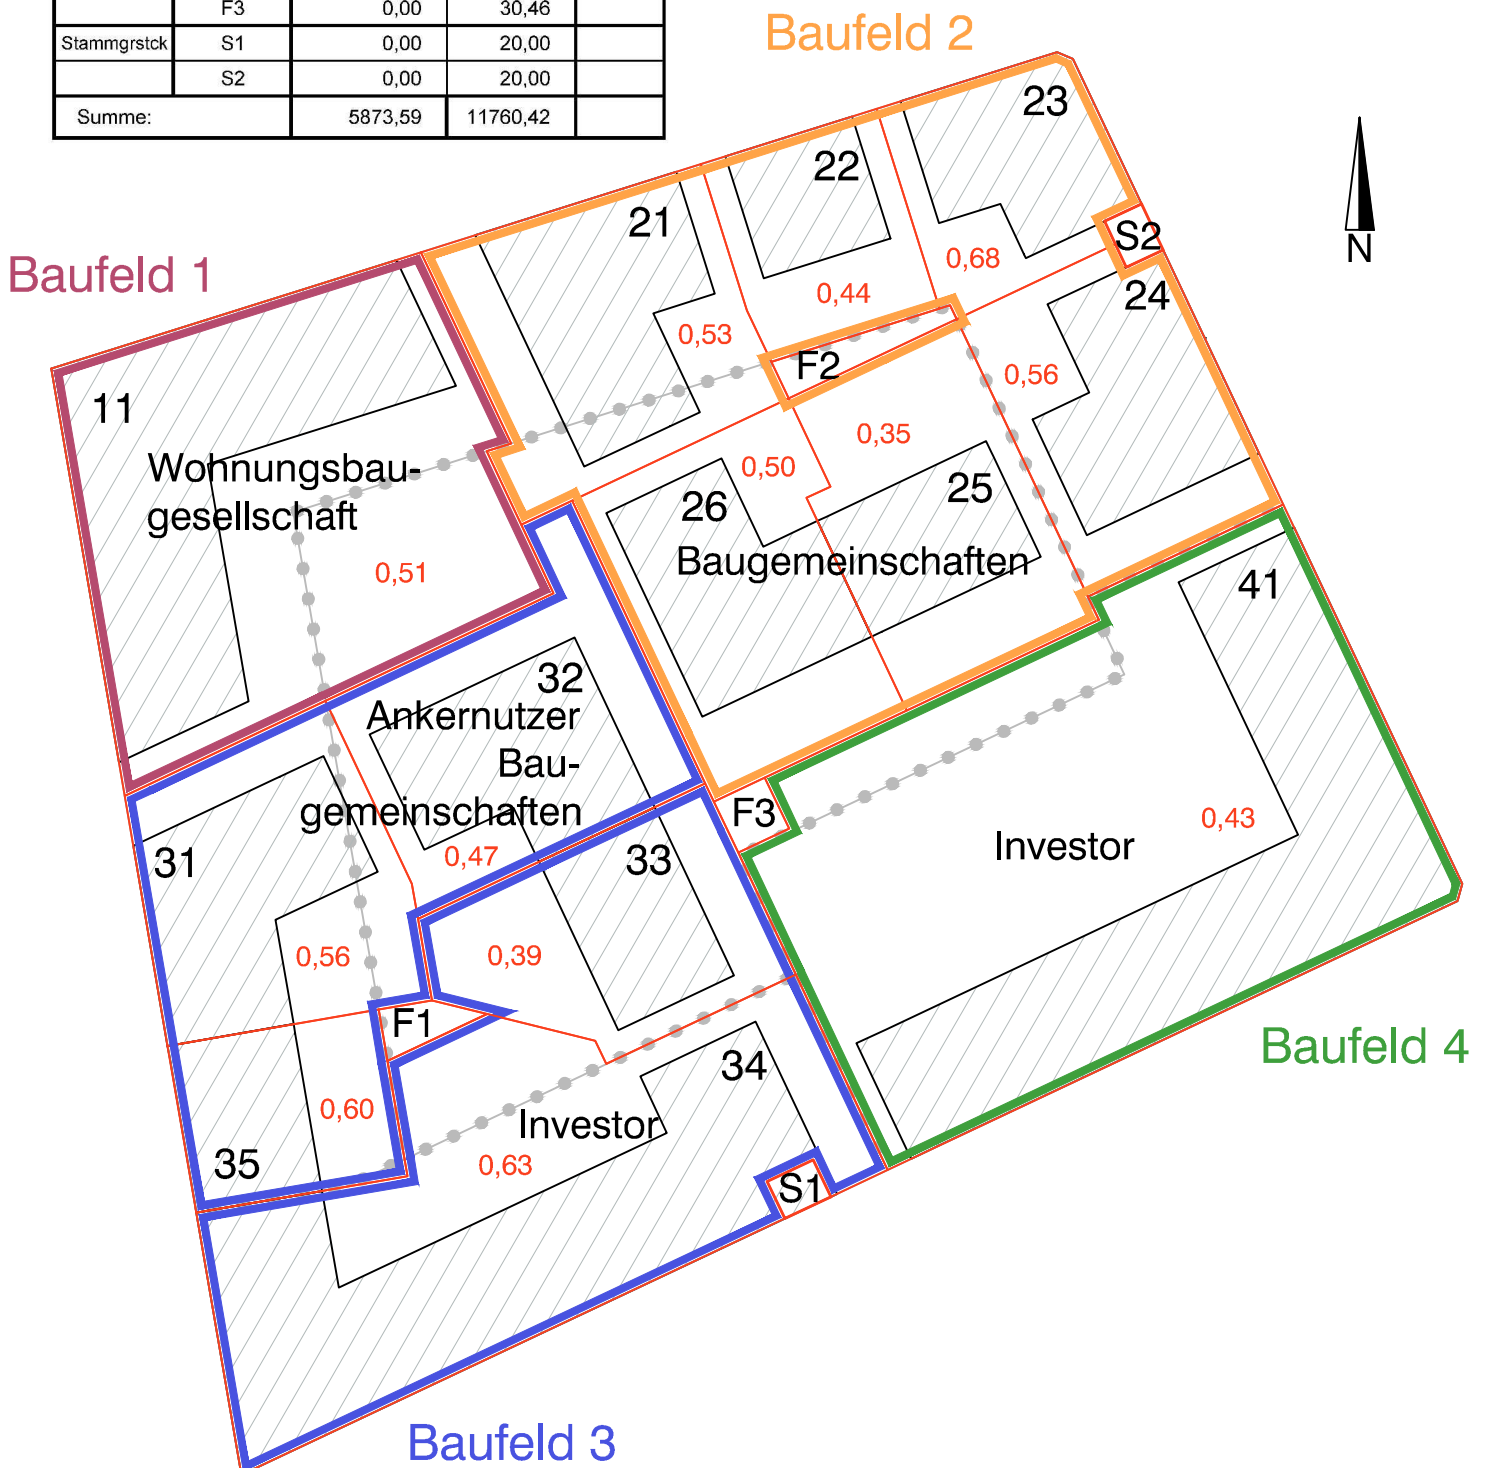 F3 0,00 30,46
Stammgrstck S1 0,00 20,00
S2 0,00 20,00
Summe: 5873,59 11760,42
Baufeld 2
23
22
21
S2
0,68
N
Baufeld 1
0,44
24
0,53
F2
0,56
11
0,35
Wohnungsbau-
gesellschaft
0,50
26
25
Baugemeinschaften
0,51
41
32
Ankernutzer
Bau-
gemeinschaften
F3
0,43
Investor
31
0,47
33
0,56
0,39
F1
Baufeld 4
34
0,60
Investor
35
0,63
S1
Baufeld 3